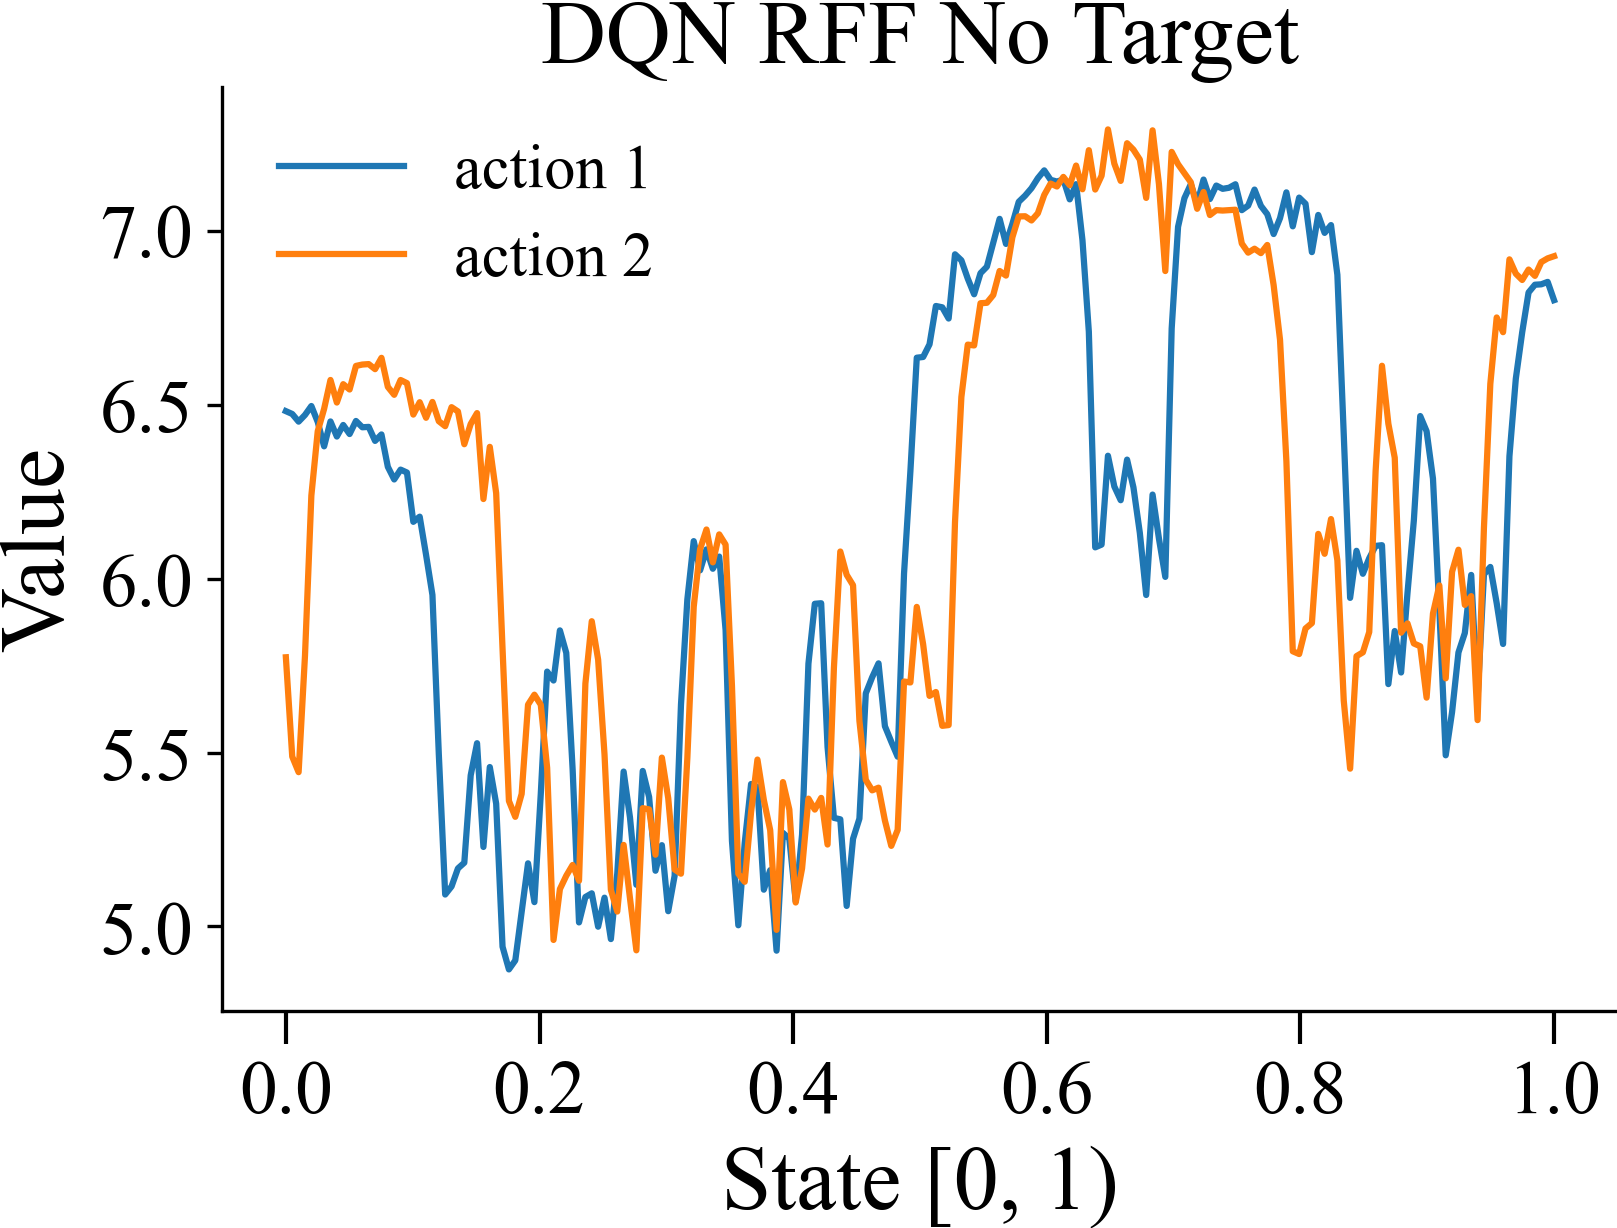 DQN RFF No Target
action 1
action 2
Value
7.0
6.5
6.0
5.5
5.0
0.0 0.2 0.4 0.6 0.8 1.0
State [0, 1)